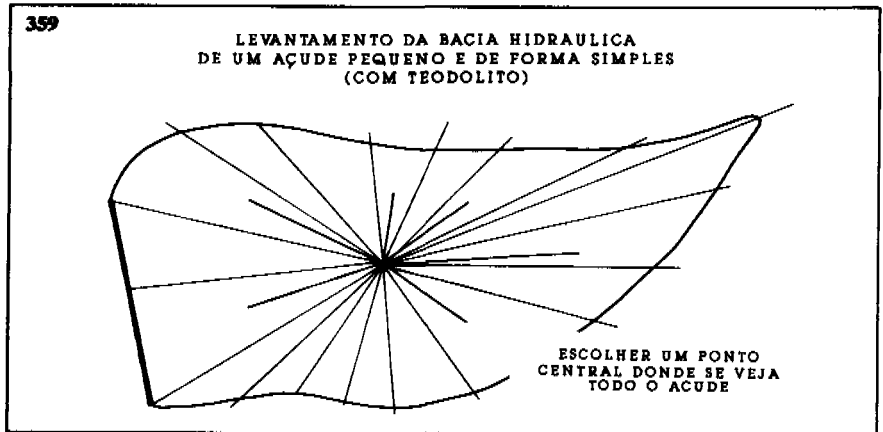 359
LEVANTAMENTO DA BACIA HIDRAULICA
DE UM AÇUDE PEQUENO E DE FORMA SIMPLES
(COM TEODOLITO)
ESCOLHER UM PONTO
CENTRAL DONDE SE VEJA
TODO O ACUDE